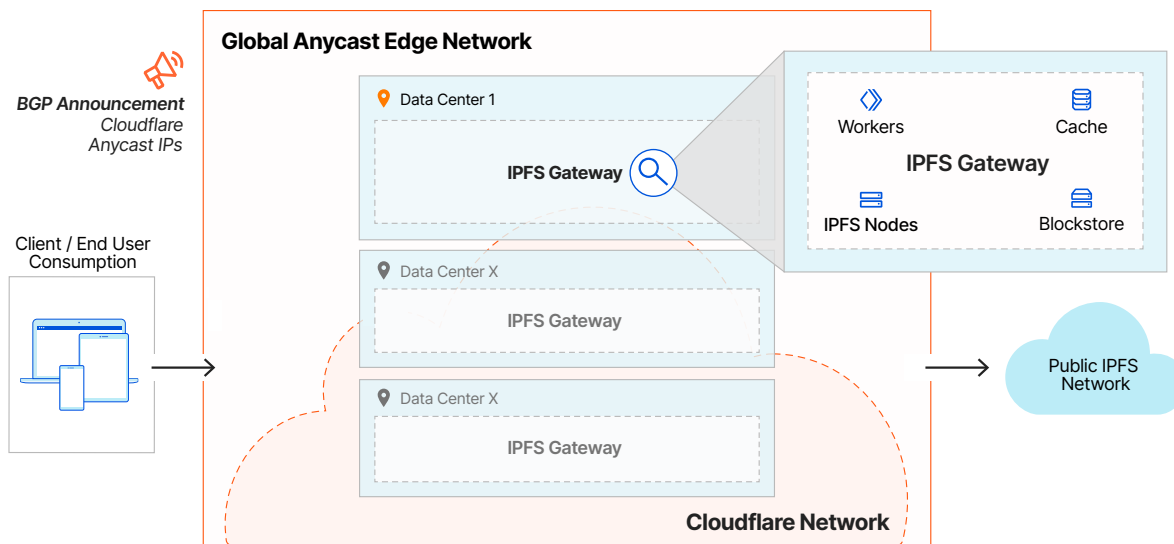 Global Anycast Edge Network
BGP Announcement
Cloudflare
Anycast IPs
Data Center 1
IPFS Gateway
Workers
Cache
IPFS Gateway
IPFS Nodes
Blockstore
Client / End User
Consumption
Data Center X
IPFS Gateway
Public IPFS
Network
Data Center X
IPFS Gateway
Cloudflare Network